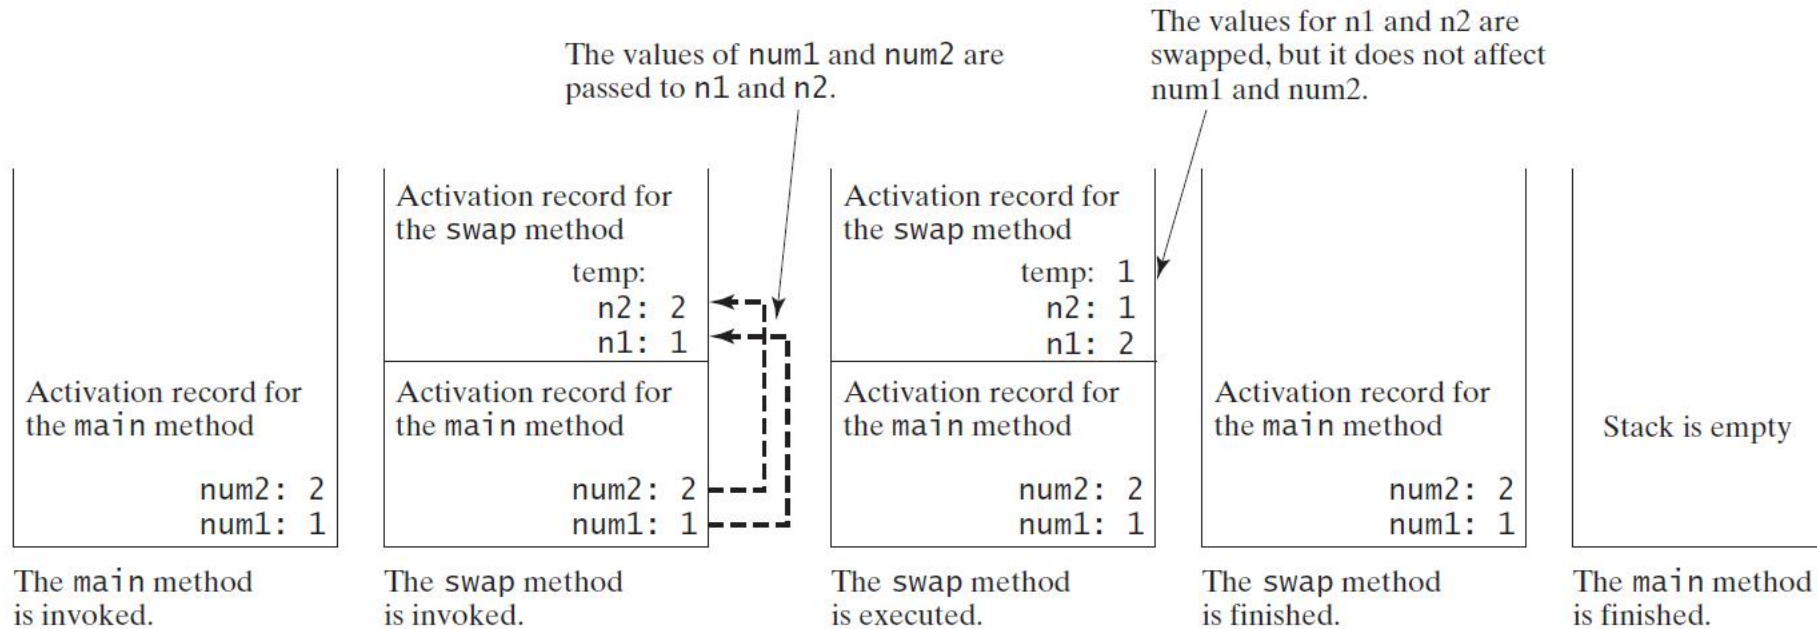 The values of num1 and num2 are
passed to n1 and n2.
The values for n1 and n2 are
swapped, but it does not affect
num1 and num2.
Activation record for
the main method
num2: 2
num1: 1
The main method
is invoked.
Activation record for
the swap method
temp:
n2: 2
n1: 1
Activation record for
the main method
num2: 2
num1: 1
The swap method
is invoked.
Activation record for
the swap method
temp: 1
n2: 1
n1: 2
Activation record for
the main method
num2: 2
num1: 1
The swap method
is executed.
Activation record for
the main method
num2: 2
num1: 1
The swap method
is finished.
Stack is empty
The main method
is finished.